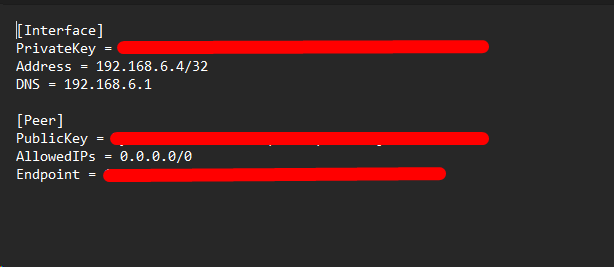 [Interface]
PrivateKey =
Address = 192.168.6.4/32
DNS = 192.168.6.1
[Peer]
PublicKey =
AllowedIPs = 0.0.0.0/0
Endpoint =